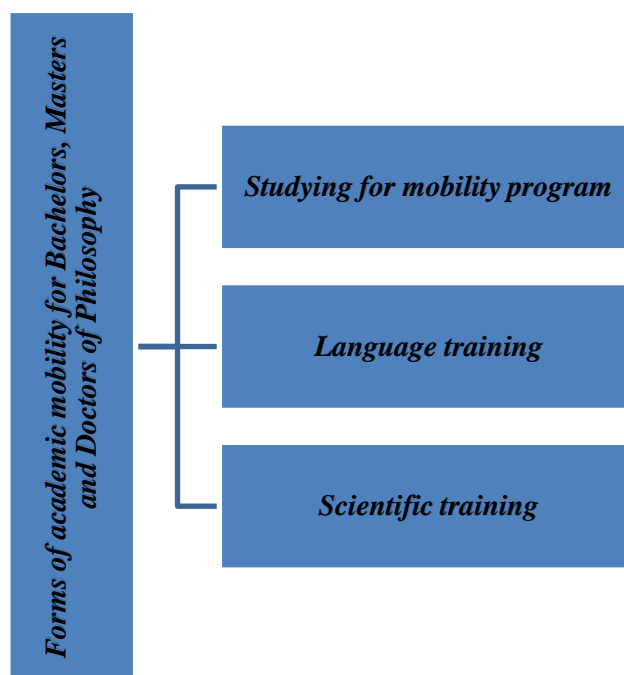 Forms of academic mobility for Bachelors, Masters
and Doctors of Philosophy
Studying for mobility program
Language training
Scientific training